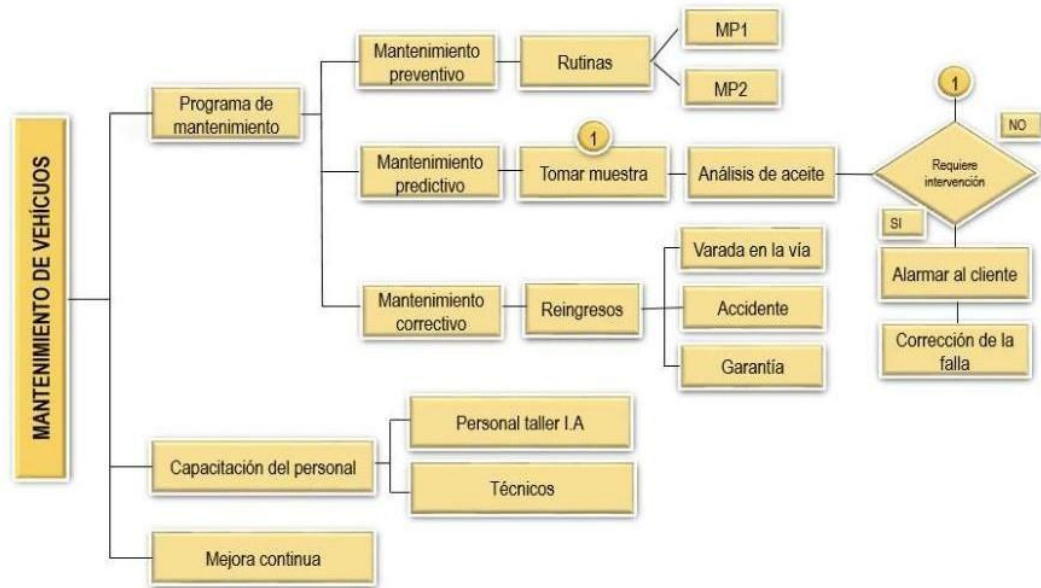 MANTENIMIENTO DE VEHÍCUOS
Programa de
mantenimiento
Mantenimiento
preventivo
Rutinas
MP1
MP2
Mantenimiento
predictivo
1
Tomar muestra
Análisis de aceite
1
NO
Requiere
intervención
SI
Alarmar al cliente
Corrección de la
falla
Mantenimiento
correctivo
Reingresos
Varada en la vía
Accidente
Garantía
Capacitación del personal
Personal taller I.A
Técnicos
Mejora continua